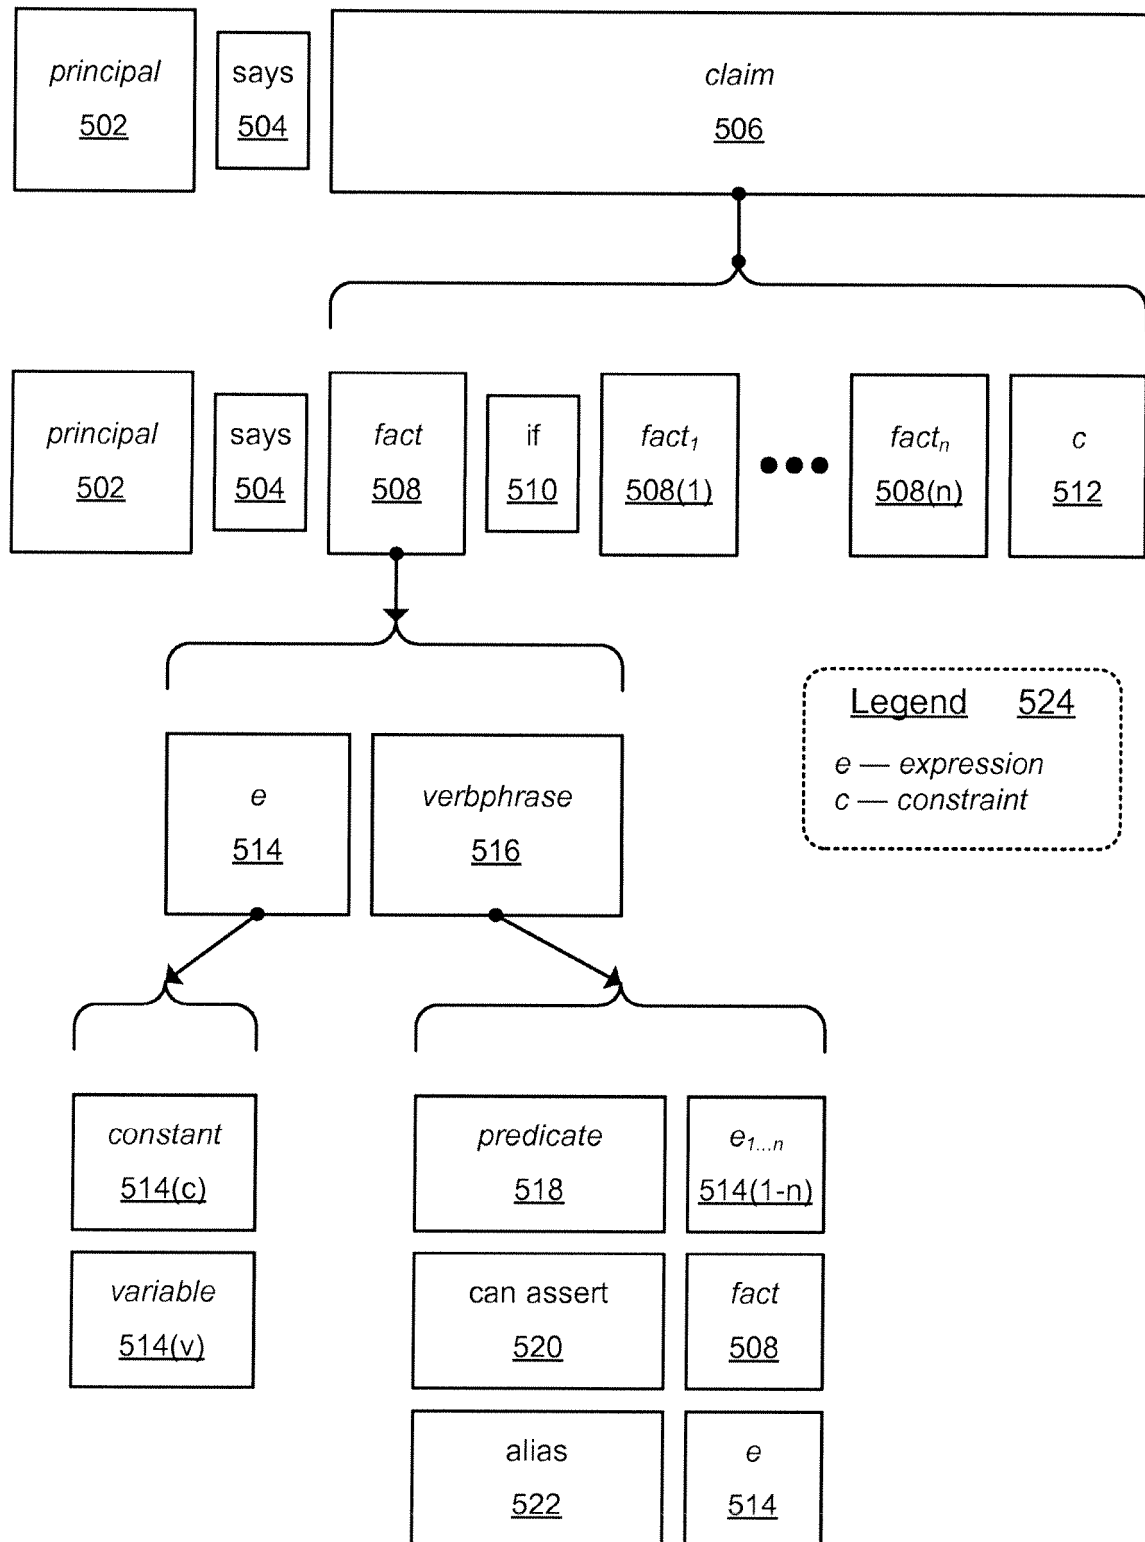 principal says claim
502 504 506
principal says fact if fact₁ ●●● factₙ c
502 504 508 510 508(1) 508(n) 512
Legend 524
e — expression
c — constraint
e verbphrase
514 516
constant predicate e₁...ₙ
514(c) 518 514(1-n)
variable can assert fact
514(v) 520 508
alias e
522 514